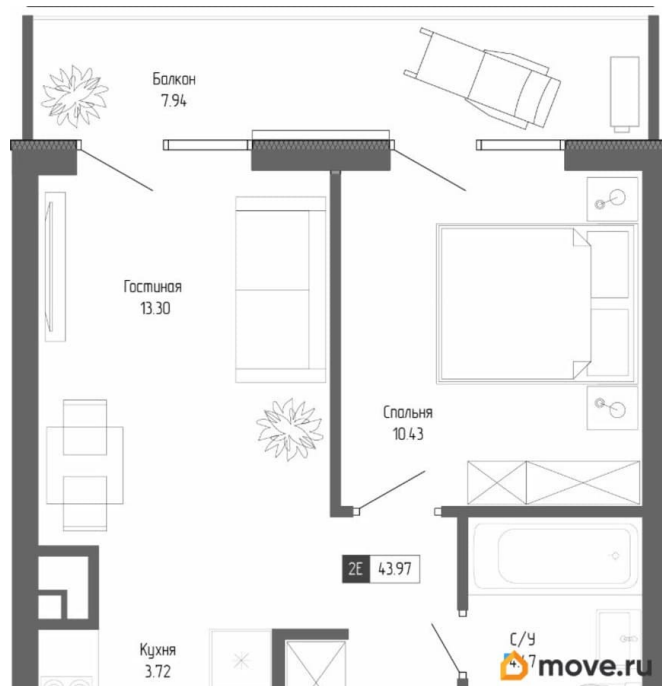 Балкон
7.94
Гостиная
13.30
Спальня
10.43
2Е 43.97
Кухня
3.72
С/У
move.ru